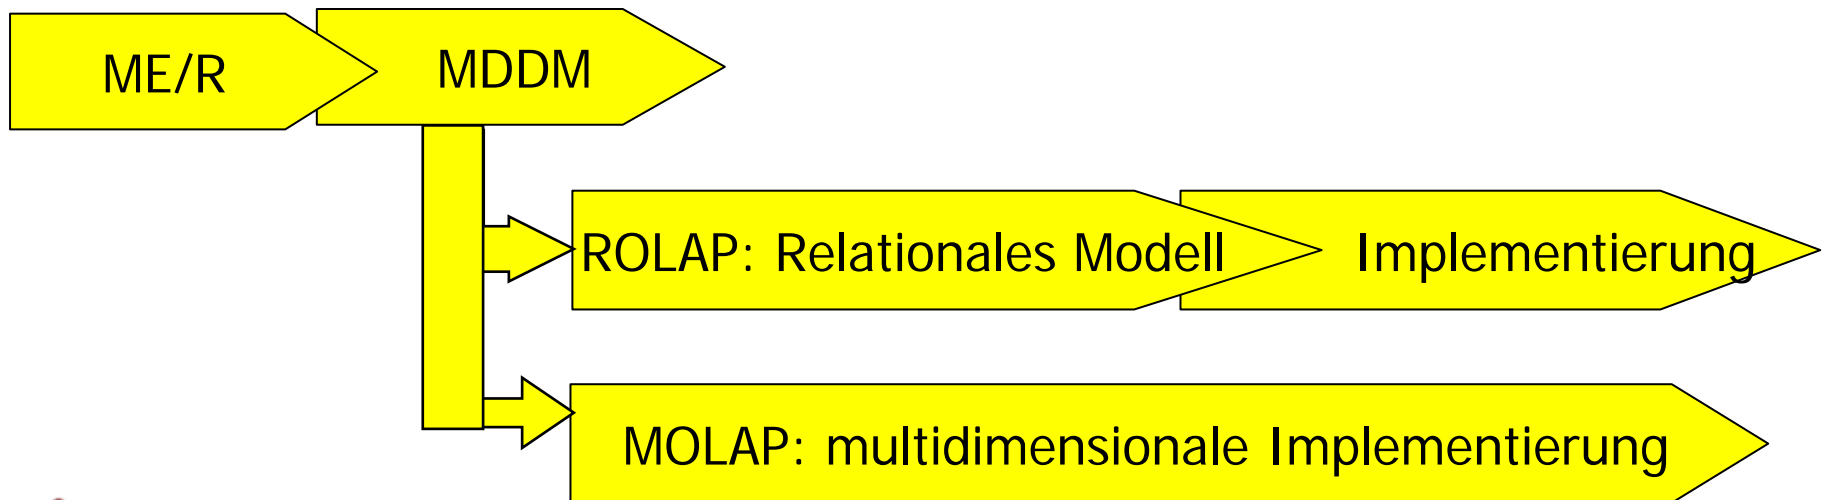 ME/R
MDDM
ROLAP: Relationales Modell
Implementierung
MOLAP: multidimensionale Implementierung